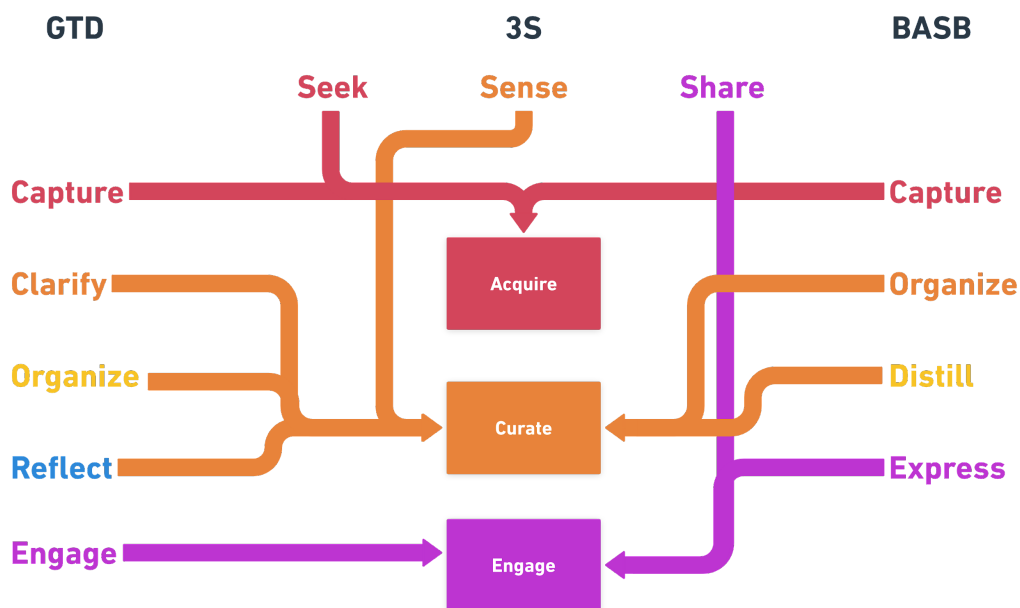 GTD 3S BASB
Seek Sense Share
Capture Capture
Acquire
Clarify Organize
Organize Distill
Curate
Reflect Express
Engage Engage